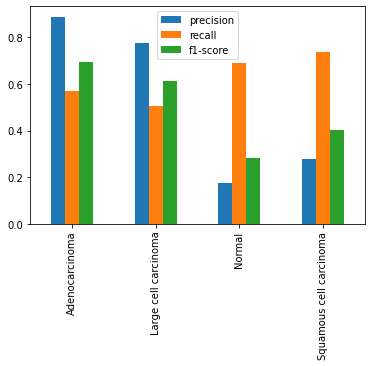 precision
recall
f1-score
0.8
0.6
0.4
0.2
0.0
Adenocarcinoma
Large cell carcinoma
Normal
Squamous cell carcinoma